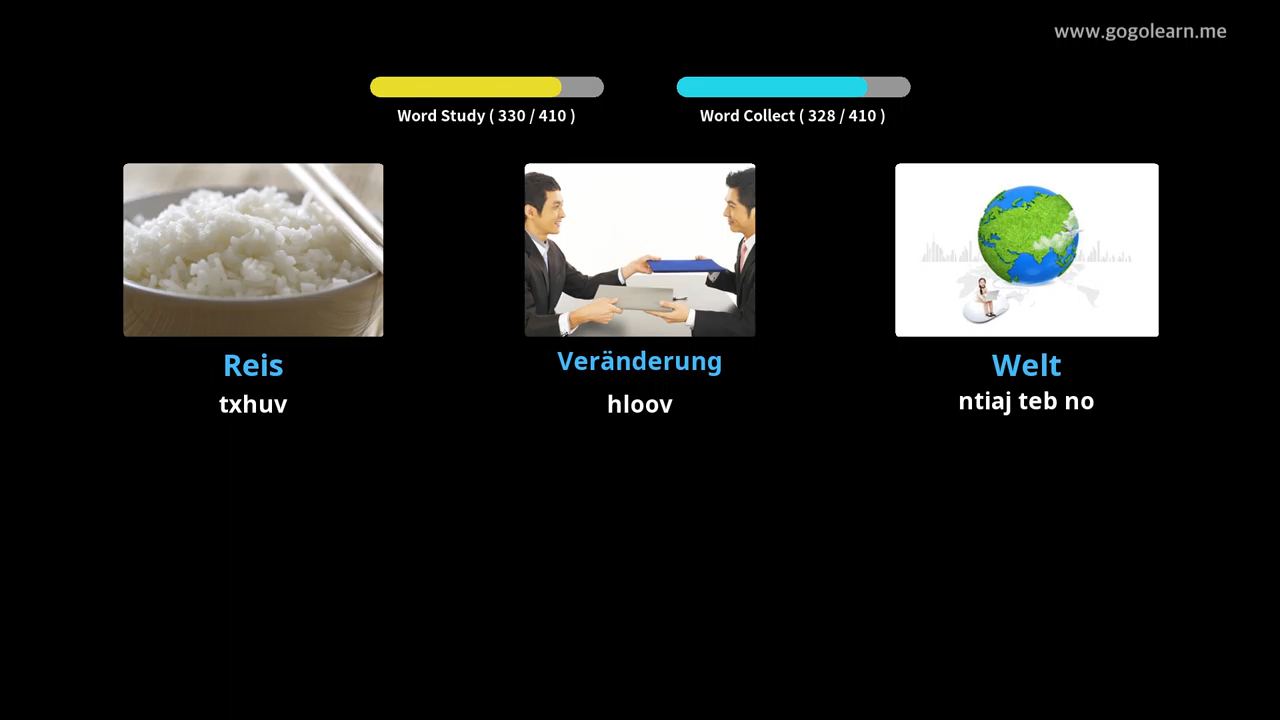 www.gogolearn.me
Word Study ( 330 / 410 )
Word Collect ( 328 / 410 )
Reis
Veränderung
Welt
txhuv
hloov
ntiaj teb no